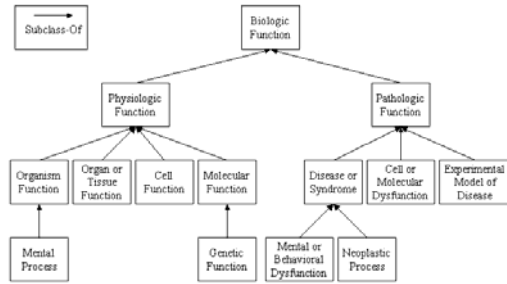 Subclass-Of
Biologic
Function
Physiologic
Function
Pathologic
Function
Organism
Function
Organ or
Tissue
Function
Cell
Function
Molecular
Function
Disease or
Syndrome
Cell or
Molecular
Dysfunction
Experimental
Model of
Disease
Mental
Process
Genetic
Function
Mental or
Behavioral
Dysfunction
Neoplastic
Process